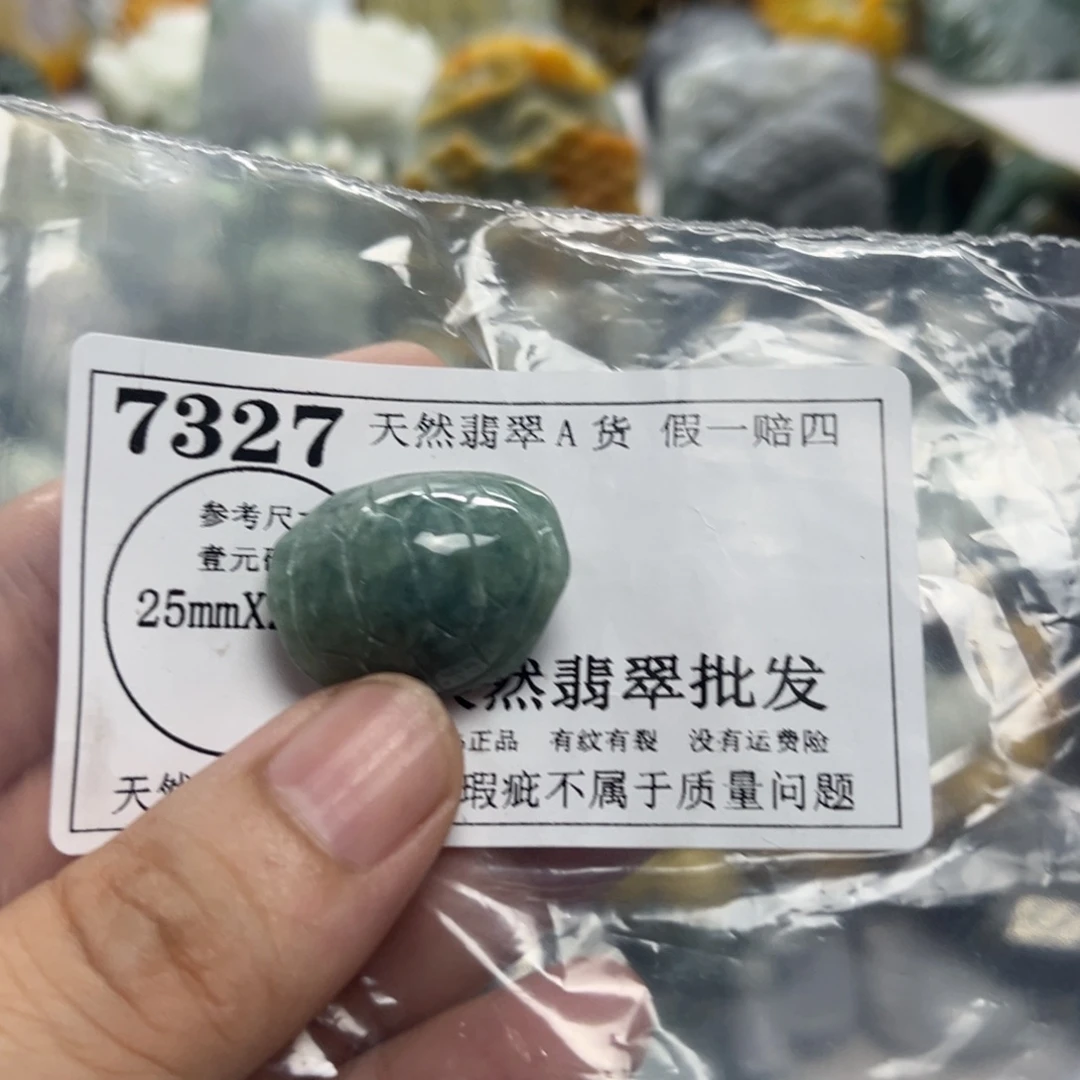 7327 天然翡翠A货 假一赔四
参考尺
壹元
25mmX
然翡翠批发
正品 有纹有裂 没有运费险
天然 瑕疵不属于质量问题